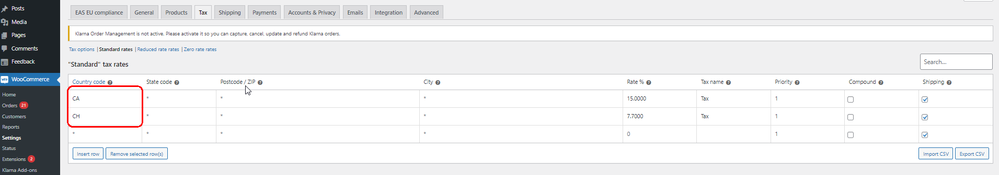 Posts
Media
Pages
Comments
Feedback
WooCommerce
Home
Orders 21
Customers
Reports
Settings
Status
Extensions 2
Klarna Add-ons
EAS EU compliance General Products Tax Shipping Payments Accounts & Privacy Emails Integration Advanced
Klarna Order Management is not active. Please activate it so you can capture, cancel, update and refund Klarna orders.
Tax options | Standard rates | Reduced rate rates | Zero rate rates
"Standard" tax rates
Search...
Country code ? State code ? Postcode / ZIP ? City ? Rate % ? Tax name ? Priority ? Compound ? Shipping ?
CA * * * 15.0000 Tax 1
CH * * * 7.7000 Tax 1
* * * * 0 1
Insert row Remove selected row(s) Import CSV Export CSV